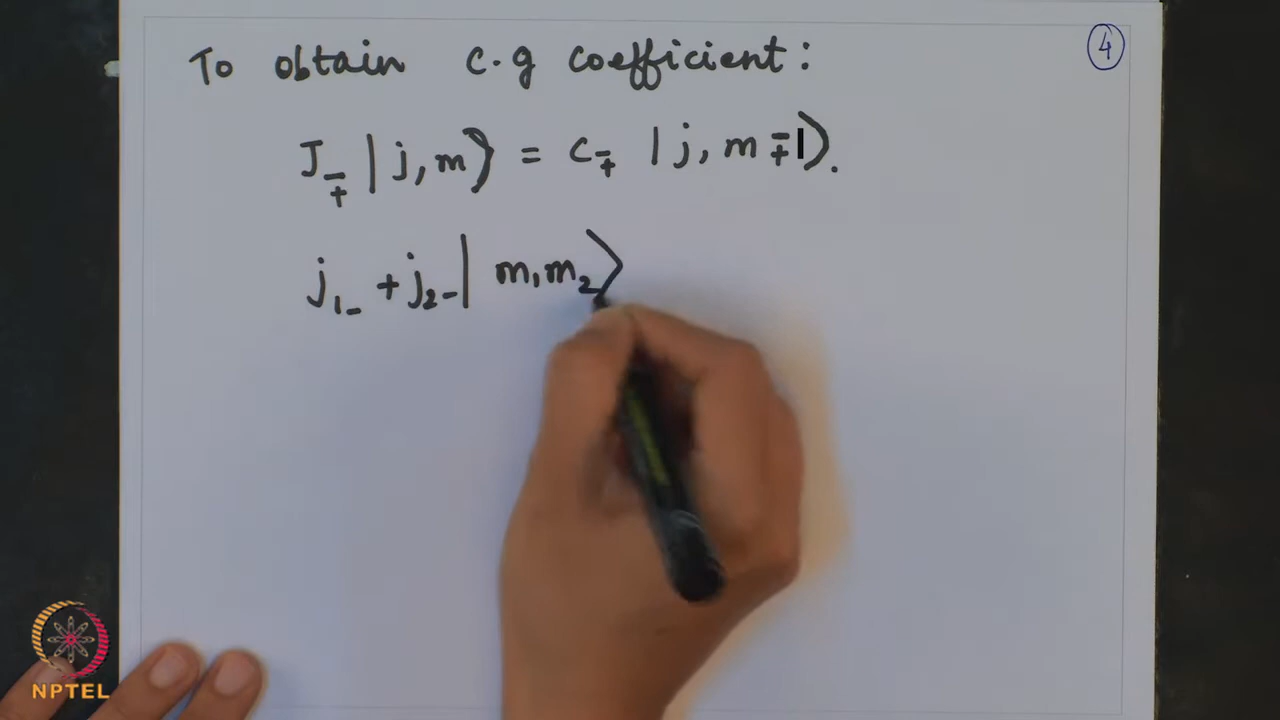 4
To obtain c.g coefficient:
J∓ |j, m⟩ = c∓ |j, m ∓1⟩.
j₁₋ + j₂₋ | m₁m₂⟩
NPTEL